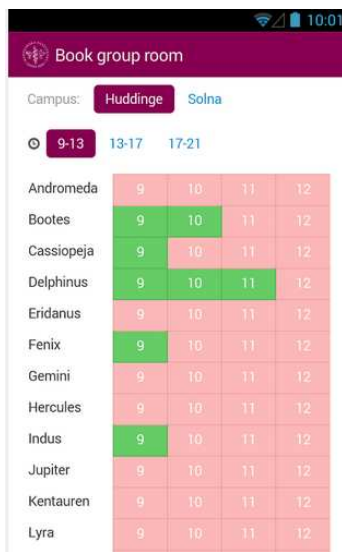 10:01
Book group room
Campus: Huddinge Solna
9-13 13-17 17-21
Andromeda 9 10 11 12
Bootes 9 10 11 12
Cassiopeja 9 10 11 12
Delphinus 9 10 11 12
Eridanus 9 10 11 12
Fenix 9 10 11 12
Gemini 9 10 11 12
Hercules 9 10 11 12
Indus 9 10 11 12
Jupiter 9 10 11 12
Kentauren 9 10 11 12
Lyra 9 10 11 12